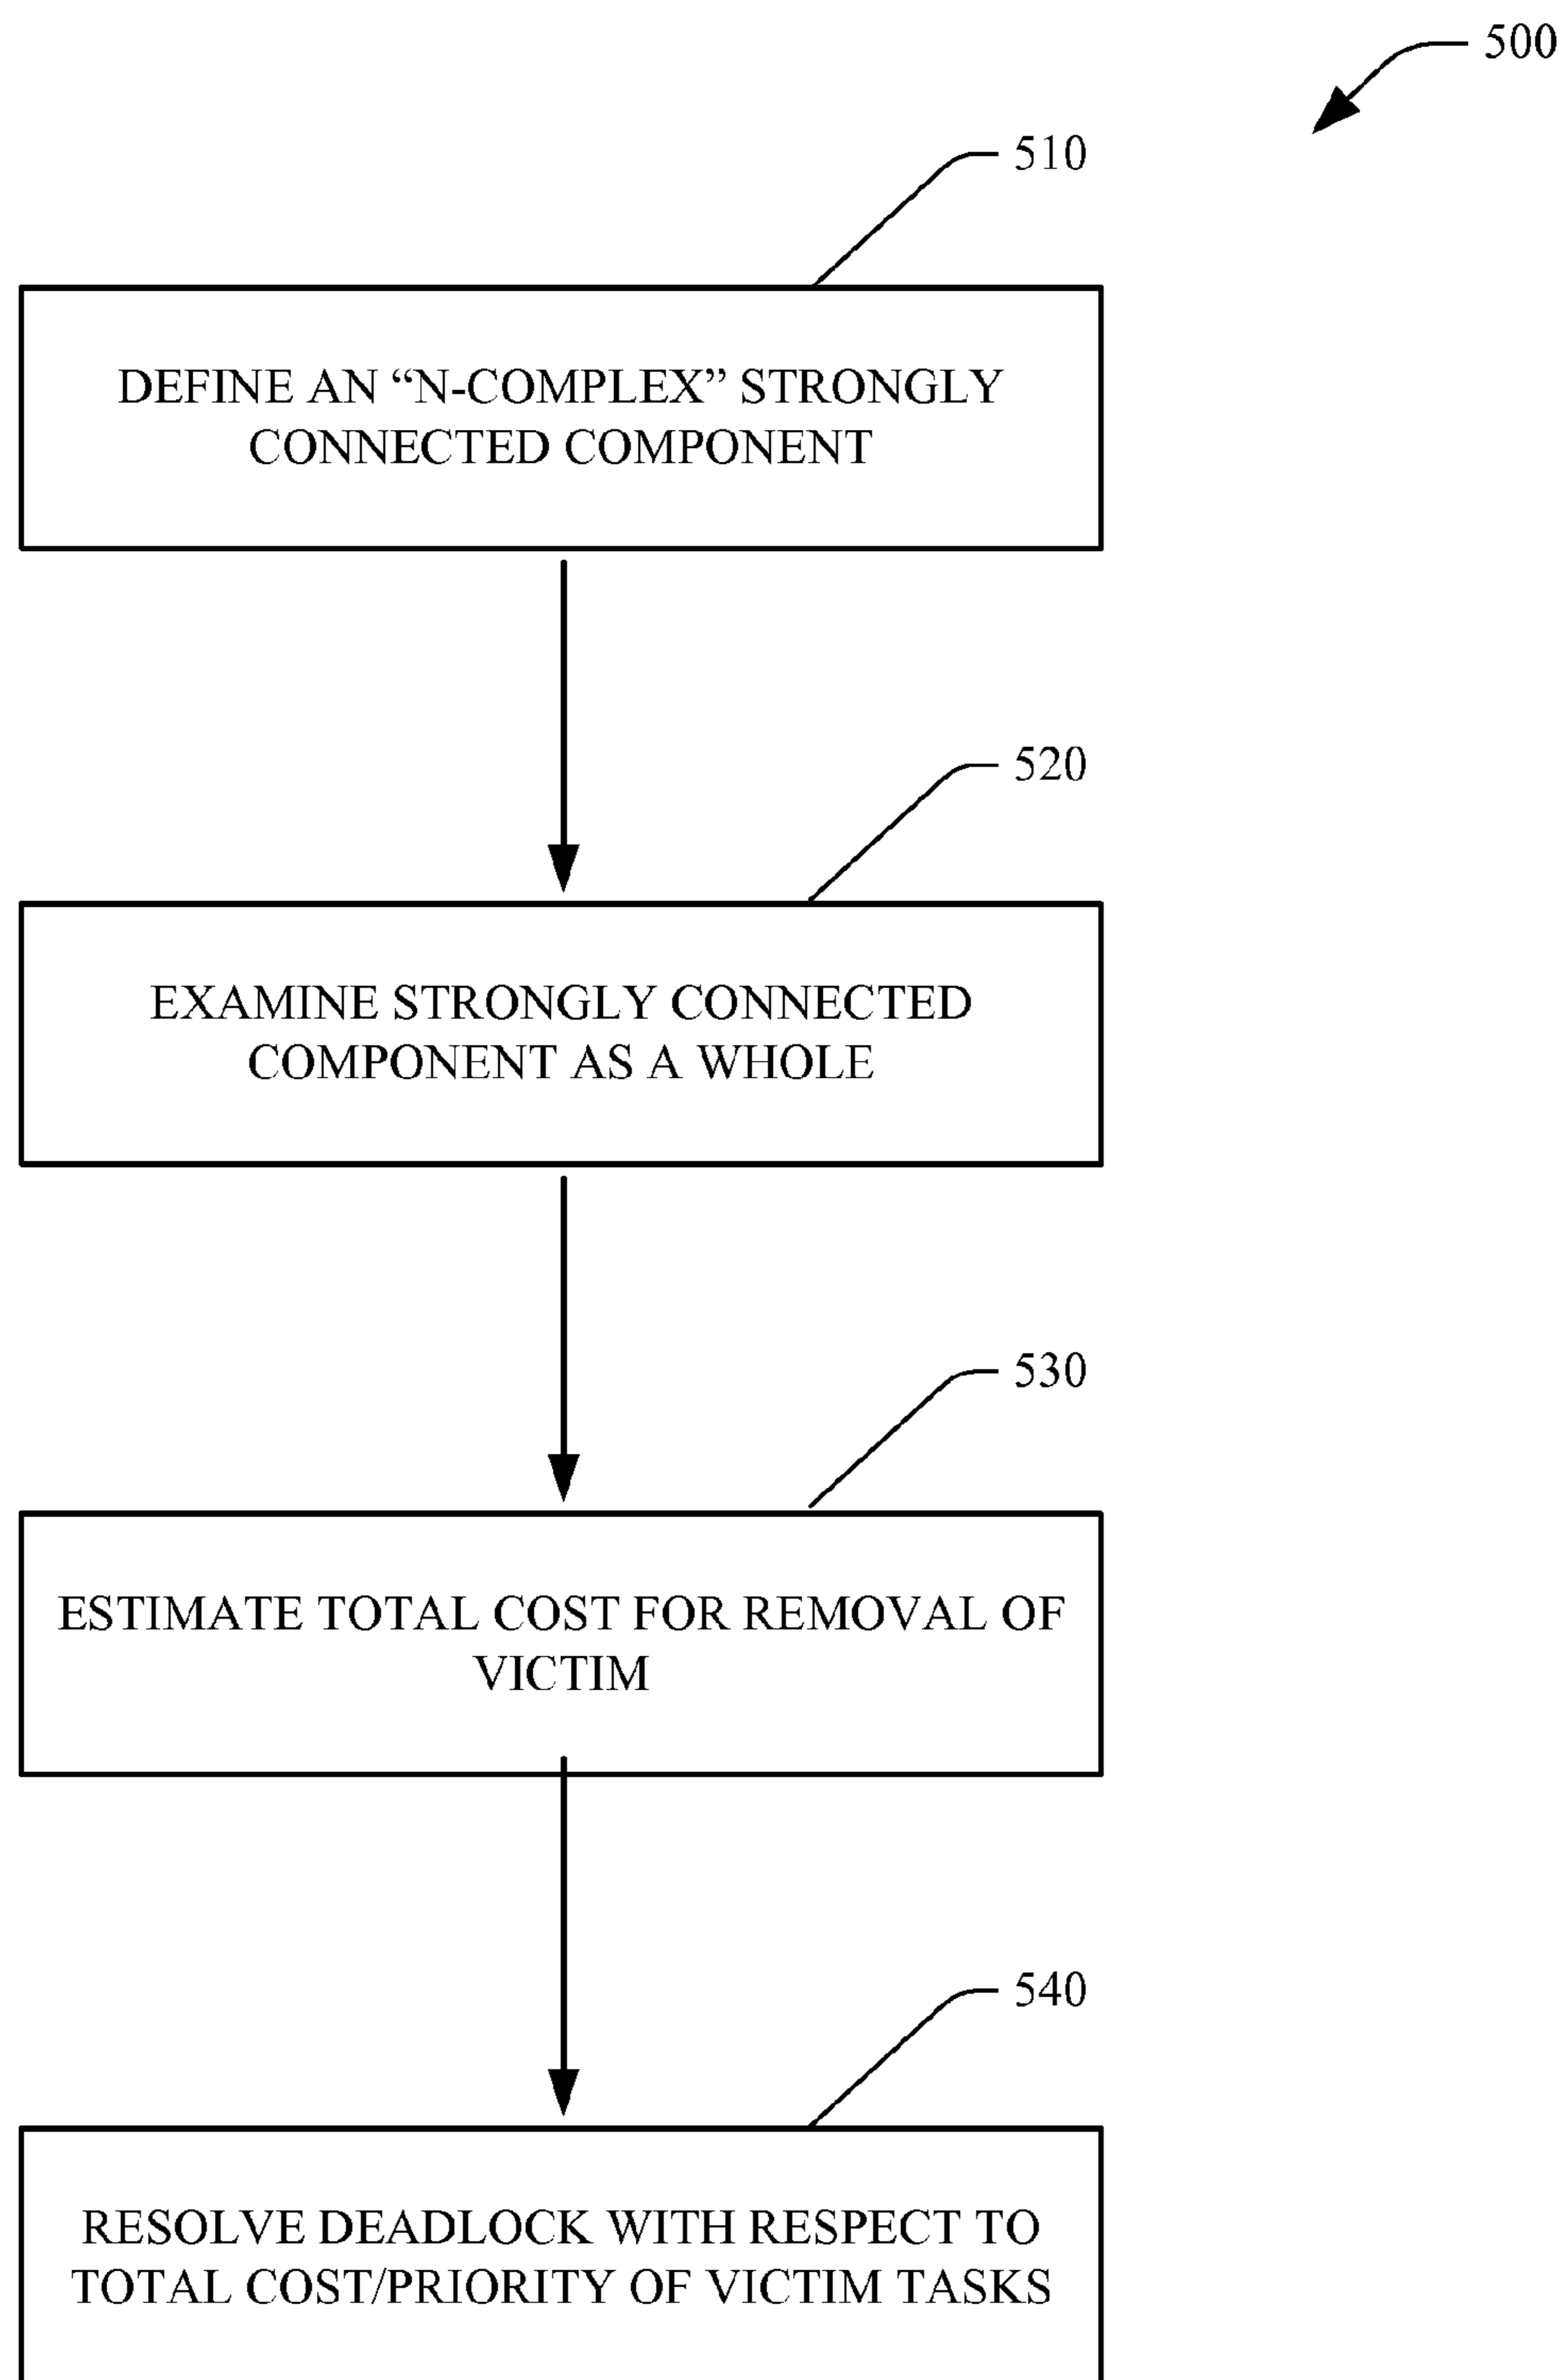 500
510
DEFINE AN “N-COMPLEX” STRONGLY
CONNECTED COMPONENT
520
EXAMINE STRONGLY CONNECTED
COMPONENT AS A WHOLE
530
ESTIMATE TOTAL COST FOR REMOVAL OF
VICTIM
540
RESOLVE DEADLOCK WITH RESPECT TO
TOTAL COST/PRIORITY OF VICTIM TASKS